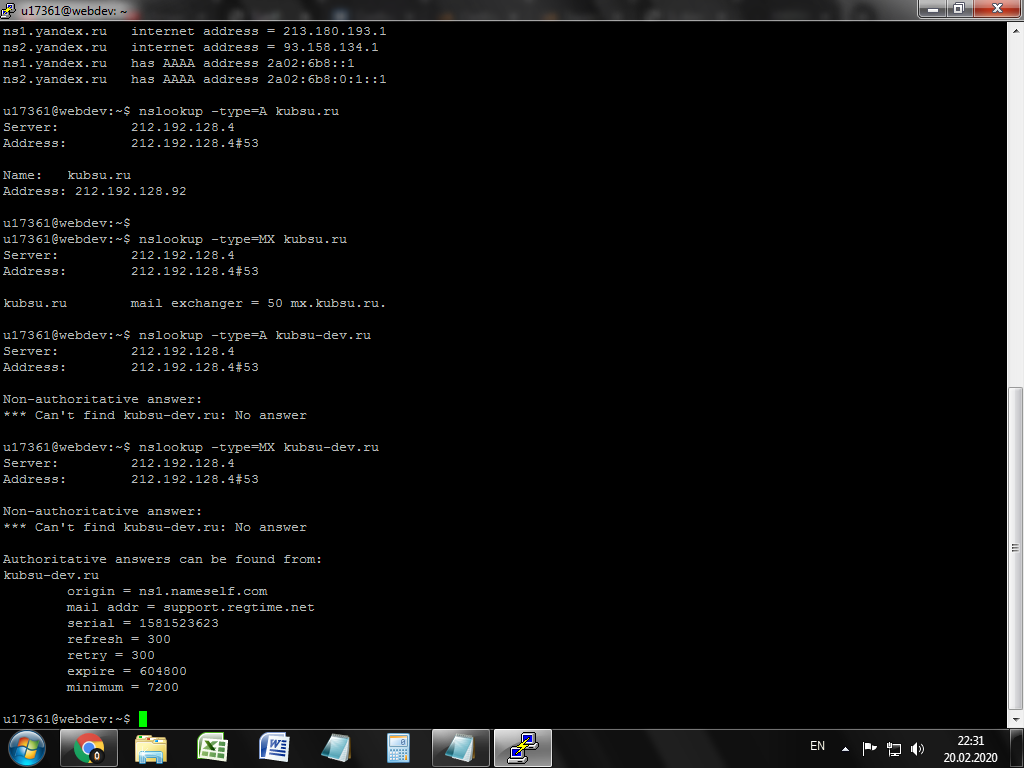 u17361@webdev: ~
ns1.yandex.ru   internet address = 213.180.193.1
ns2.yandex.ru   internet address = 93.158.134.1
ns1.yandex.ru   has AAAA address 2a02:6b8::1
ns2.yandex.ru   has AAAA address 2a02:6b8:0:1::1
u17361@webdev:~$ nslookup -type=A kubsu.ru
Server:         212.192.128.4
Address:        212.192.128.4#53
Name:   kubsu.ru
Address: 212.192.128.92
u17361@webdev:~$
u17361@webdev:~$ nslookup -type=MX kubsu.ru
Server:         212.192.128.4
Address:        212.192.128.4#53
kubsu.ru        mail exchanger = 50 mx.kubsu.ru.
u17361@webdev:~$ nslookup -type=A kubsu-dev.ru
Server:         212.192.128.4
Address:        212.192.128.4#53
Non-authoritative answer:
*** Can't find kubsu-dev.ru: No answer
u17361@webdev:~$ nslookup -type=MX kubsu-dev.ru
Server:         212.192.128.4
Address:        212.192.128.4#53
Non-authoritative answer:
*** Can't find kubsu-dev.ru: No answer
Authoritative answers can be found from:
kubsu-dev.ru
        origin = ns1.nameself.com
        mail addr = support.regtime.net
        serial = 1581523623
        refresh = 300
        retry = 300
        expire = 604800
        minimum = 7200
u17361@webdev:~$
EN
22:31
20.02.2020